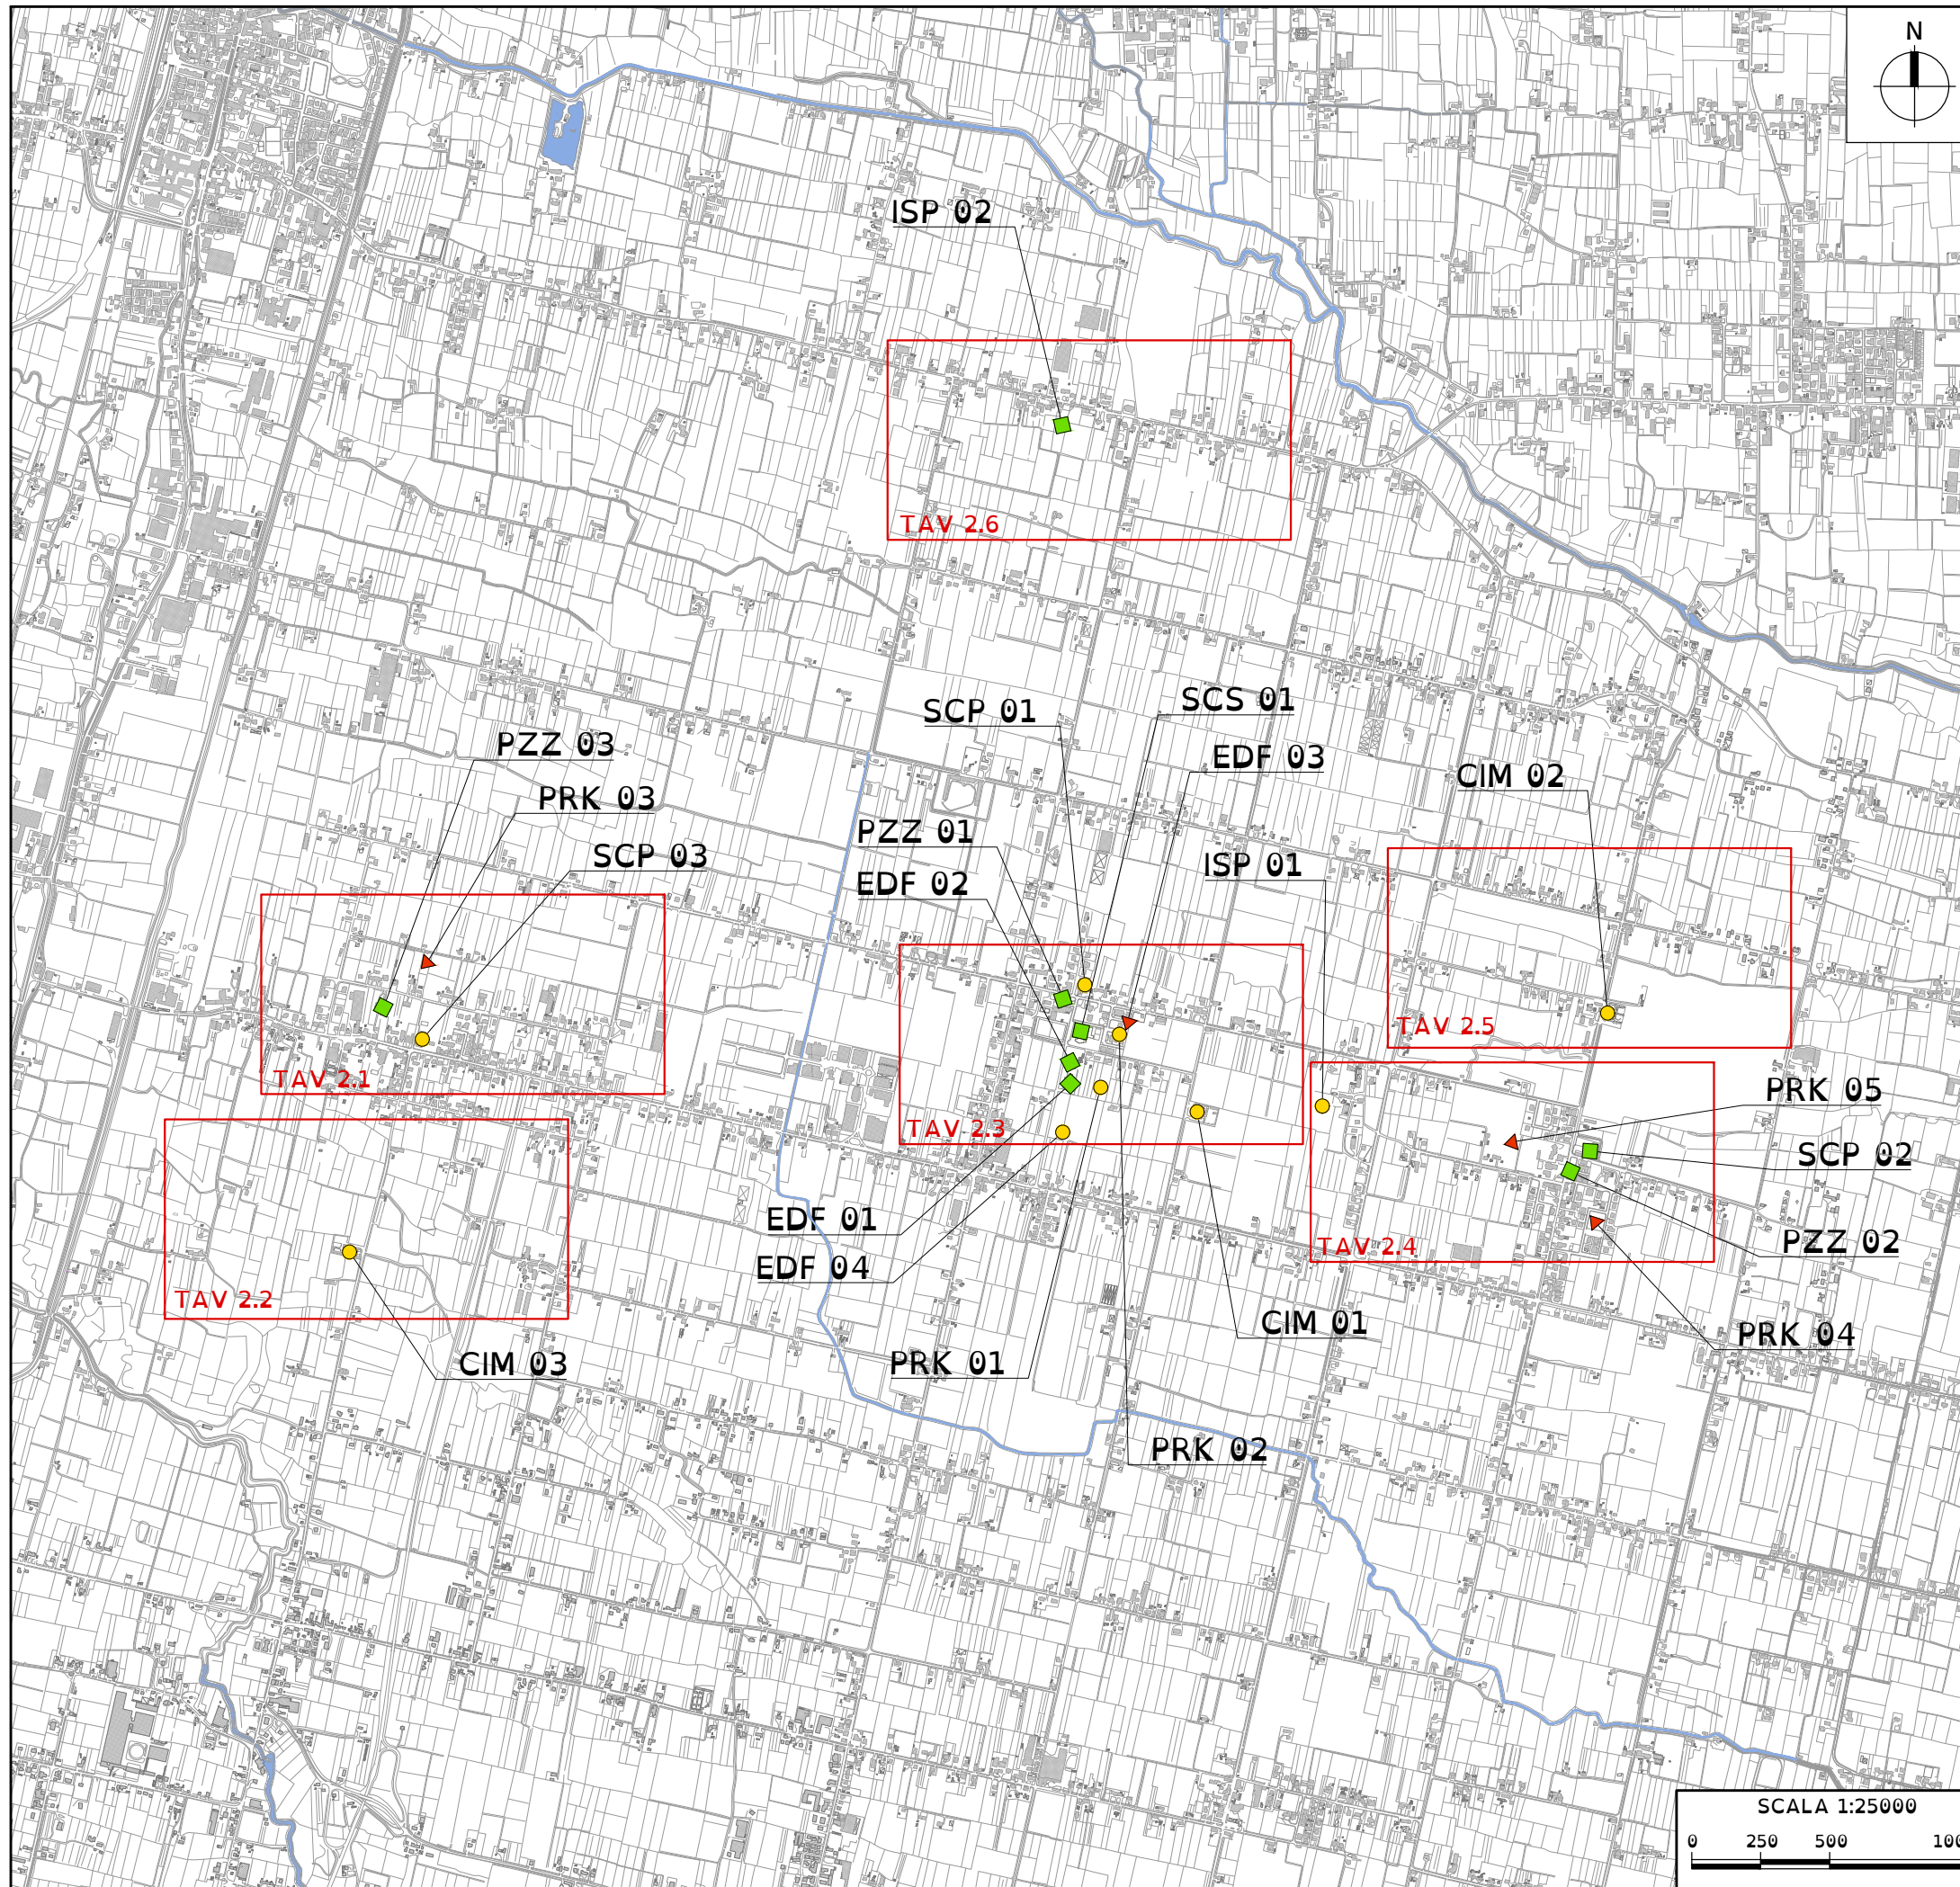 N
ISP 02
TAV 2.6
SCS 01
SCP 01
PZZ 03
EDF 03
CIM 02
PRK 03
PZZ 01
SCP 03
ISP 01
EDF 02
TAV 2.5
TAV 2.1
PRK 05
TAV 2.3
SCP 02
EDF 01
PZZ 02
TAV 2.4
EDF 04
TAV 2.2
CIM 01
PRK 04
CIM 03
PRK 01
PRK 02
SCALA 1:25000
0 250 500